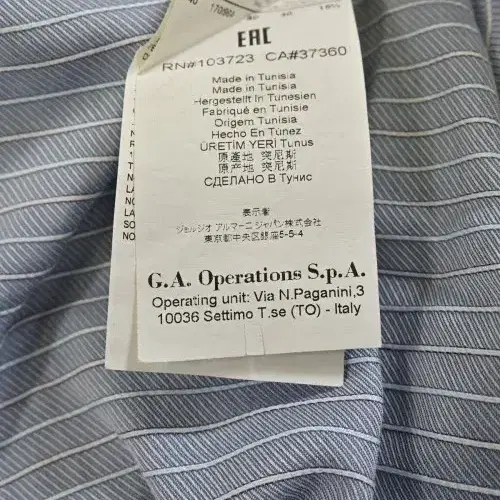 EAC
RN#103723 CA#37360
Made in Tunisia
Made in Tunisia
Hergestellt In Tunesien
Fabriqué en Tunisie
Origem Tunísia
Hecho En Túnez
ÜRETİM YERİ Tunus
原產地 突尼斯
原产地 突尼斯
СДЕЛАНО В Тунис
表示者
ジョルジオ アルマーニ ジャパン株式会社
東京都中央区銀座5-5-4
G.A. Operations S.p.A.
Operating unit: Via N.Paganini,3
10036 Settimo T.se (TO) - Italy